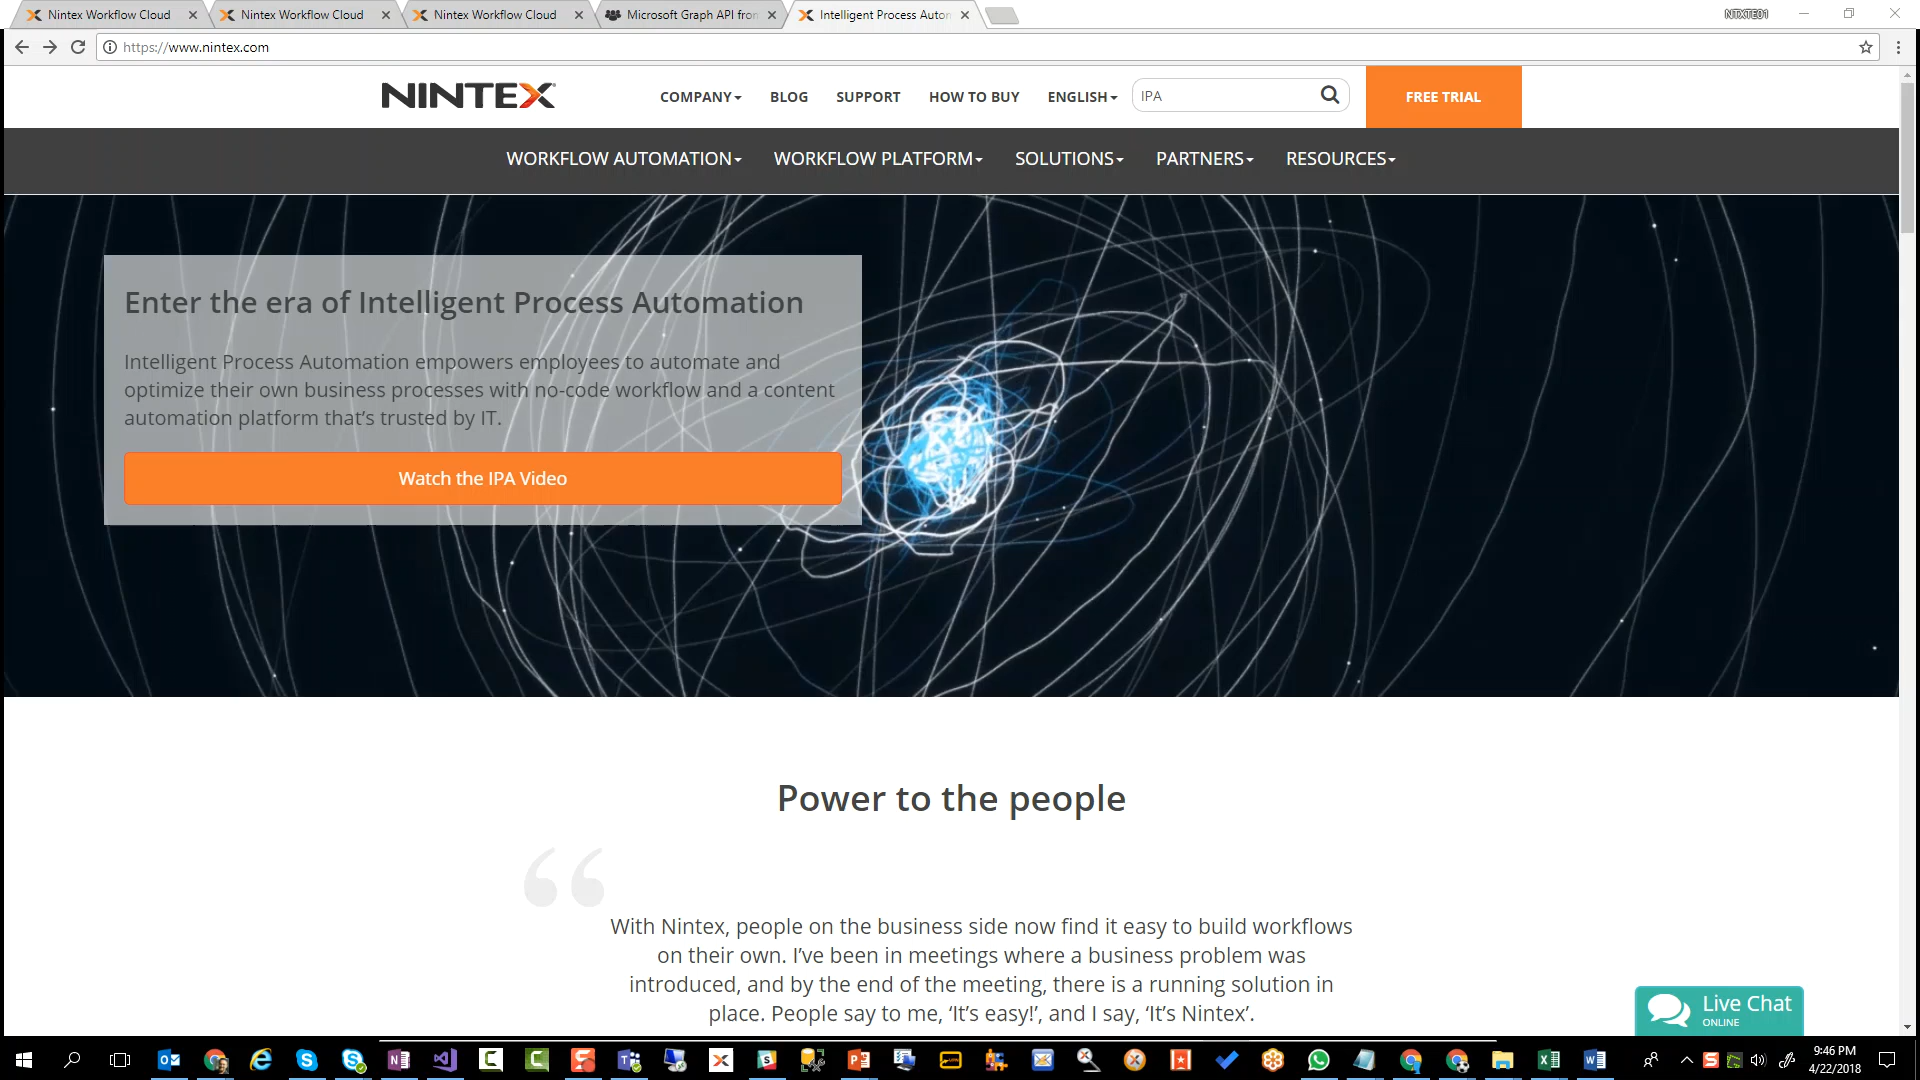 Nintex Workflow Cloud
Nintex Workflow Cloud
Nintex Workflow Cloud
Microsoft Graph API fron
Intelligent Process Auton
NTXTE01
https://www.nintex.com
NINTEX
COMPANY
BLOG
SUPPORT
HOW TO BUY
ENGLISH
IPA
FREE TRIAL
WORKFLOW AUTOMATION
WORKFLOW PLATFORM
SOLUTIONS
PARTNERS
RESOURCES
Enter the era of Intelligent Process Automation
Intelligent Process Automation empowers employees to automate and
optimize their own business processes with no-code workflow and a content
automation platform that’s trusted by IT.
Watch the IPA Video
Power to the people
“
With Nintex, people on the business side now find it easy to build workflows
on their own. I’ve been in meetings where a business problem was
introduced, and by the end of the meeting, there is a running solution in
place. People say to me, ‘It’s easy!’, and I say, ‘It’s Nintex’.
Live Chat
ONLINE
9:46 PM
4/22/2018